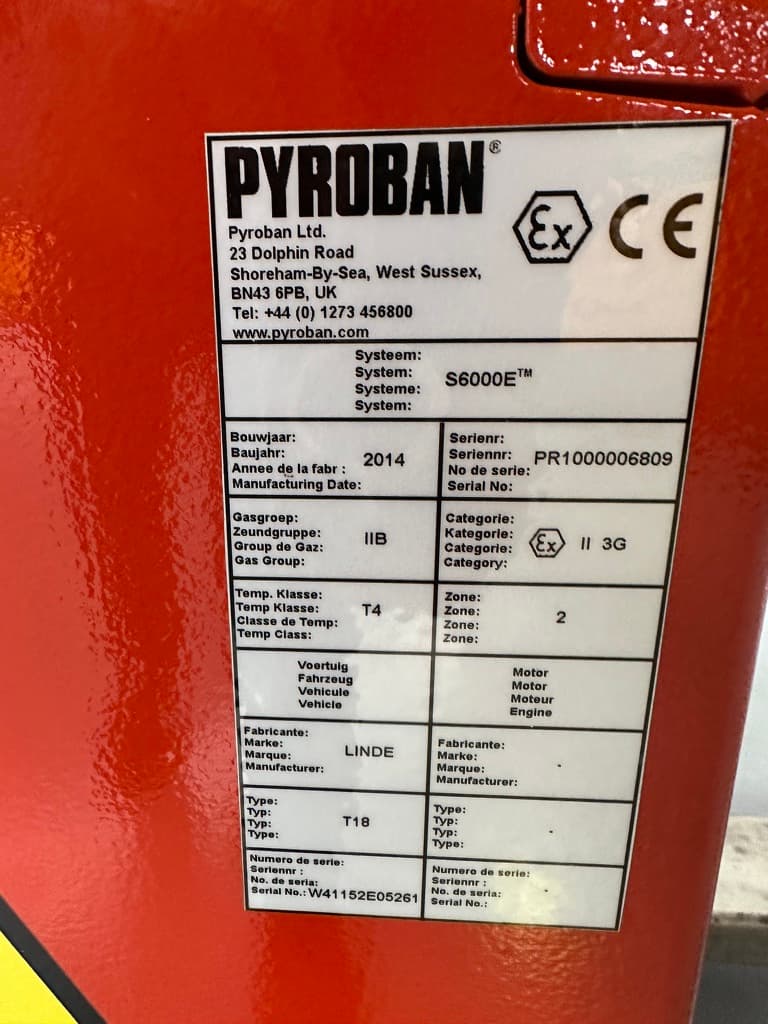 PYROBAN®
Pyroban Ltd.
23 Dolphin Road
Shoreham-By-Sea, West Sussex,
BN43 6PB, UK
Tel: +44 (0) 1273 456800
www.pyroban.com
Ex CE
Systeem:
System:
Systeme:
System:
S6000E™
Bouwjaar:
Baujahr:
Annee de la fabr :
Manufacturing Date:
2014
Serienr:
Seriennr:
No de serie:
Serial No:
PR1000006809
Gasgroep:
Zeundgruppe:
Group de Gaz:
Gas Group:
IIB
Categorie:
Kategorie:
Categorie:
Category:
Ex II 3G
Temp. Klasse:
Temp Klasse:
Classe de Temp:
Temp Class:
T4
Zone:
Zone:
Zone:
Zone:
2
Voertuig
Fahrzeug
Vehicule
Vehicle
Motor
Motor
Moteur
Engine
Fabricante:
Marke:
Marque:
Manufacturer:
LINDE
Fabricante:
Marke:
Marque:
Manufacturer:
.
Type:
Typ:
Typ:
Type:
T18
Type:
Typ:
Typ:
Type:
.
Numero de serie:
Seriennr :
No. de seria:
Serial No.: W41152E05261
Numero de serie:
Seriennr :
No. de seria:
Serial No.:
.